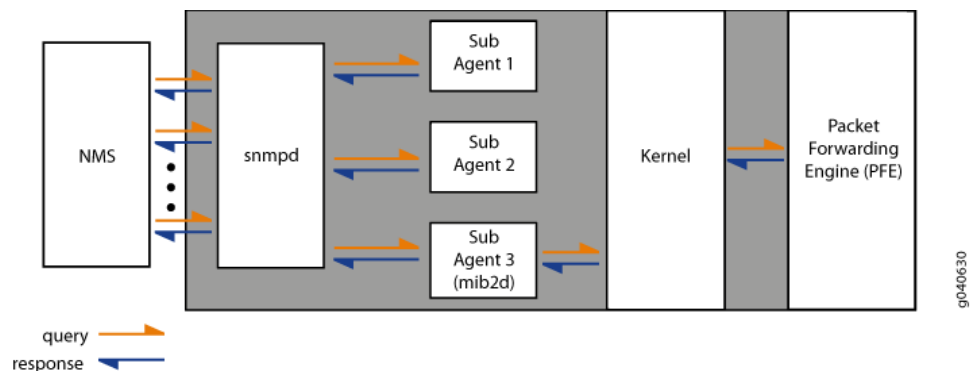 NMS
snmpd
Sub
Agent 1
Sub
Agent 2
Sub
Agent 3
(mib2d)
Kernel
Packet
Forwarding
Engine (PFE)
g040630
query
response